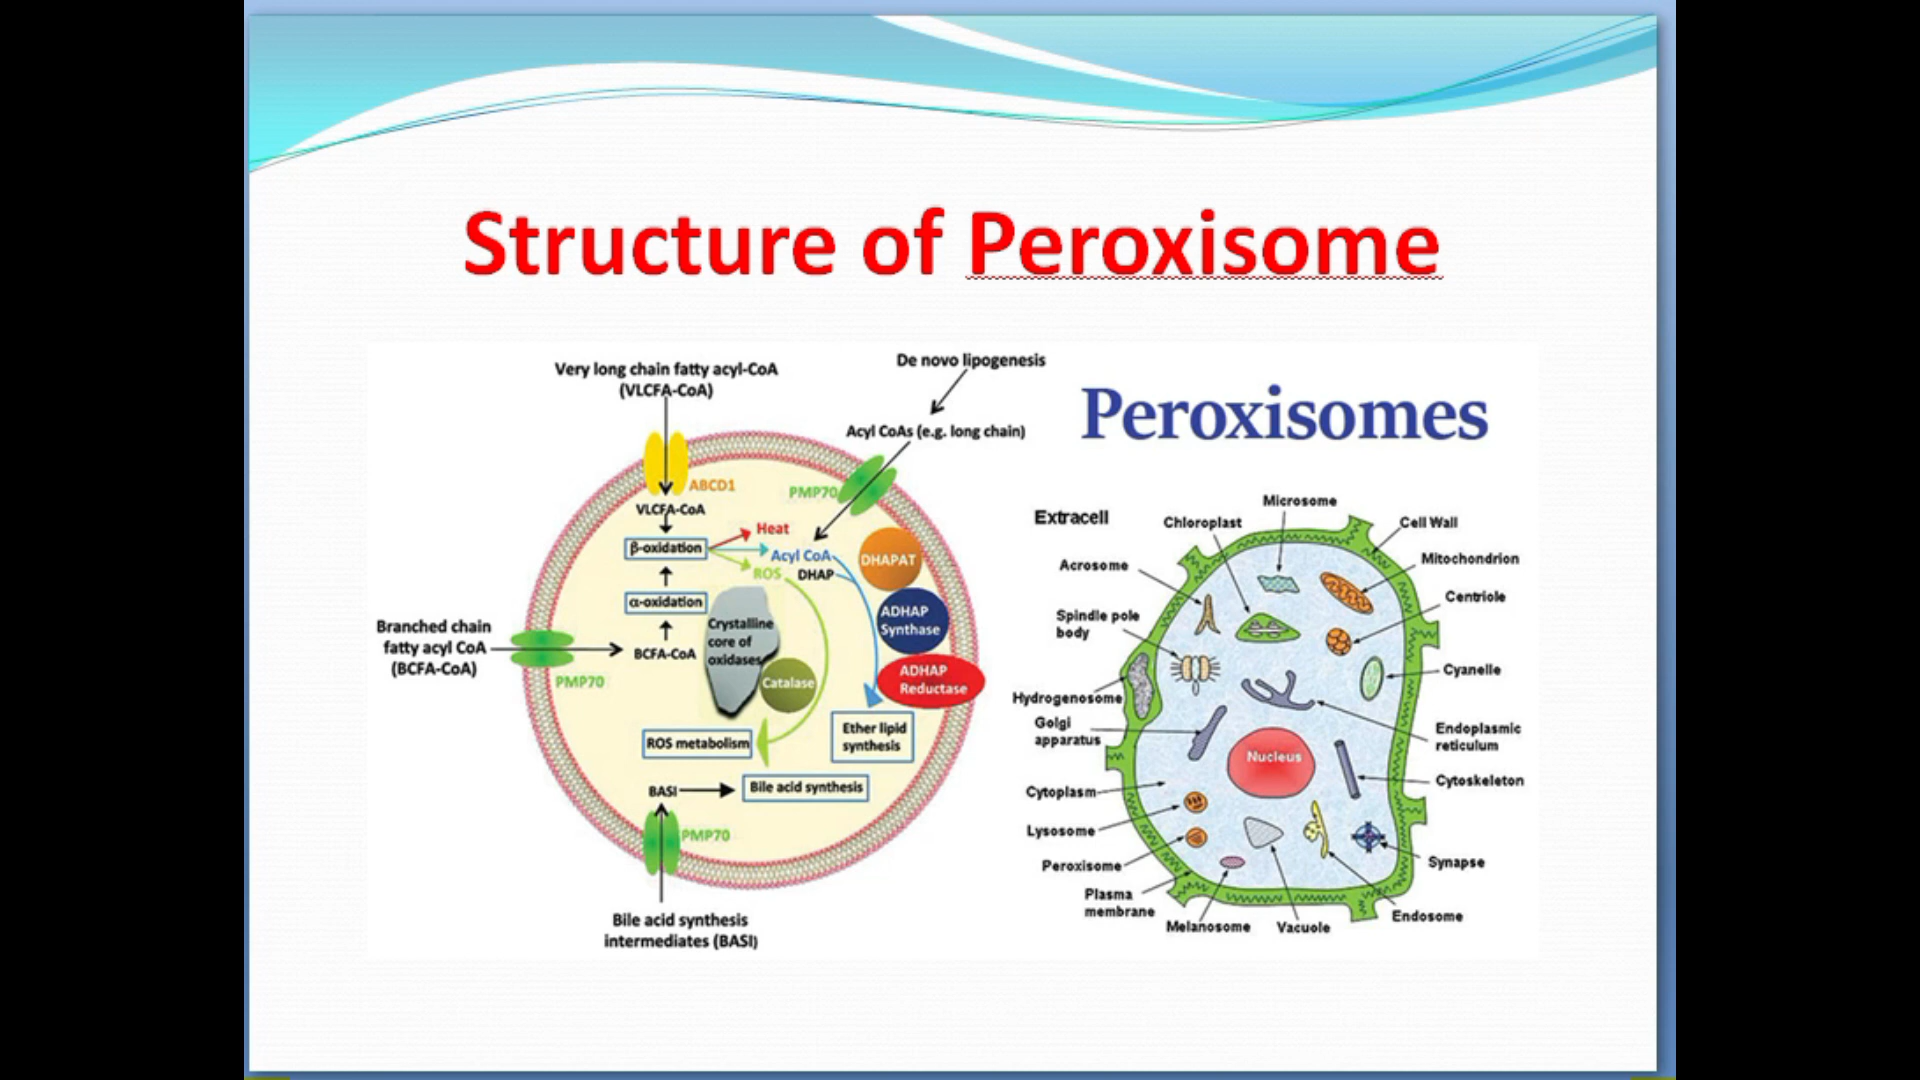 Structure of Peroxisome
Very long chain fatty acyl-CoA
(VLCFA-CoA)
De novo lipogenesis
Acyl CoAs (e.g. long chain)
PMP70
ABCD1
VLCFA-CoA
Heat
β-oxidation
Acyl CoA
ROS
DHAP
DHAPAT
α-oxidation
Crystalline
core of
oxidases
ADHAP
Synthase
Branched chain
fatty acyl CoA
(BCFA-CoA)
BCFA-CoA
PMP70
Catalase
ADHAP
Reductase
ROS metabolism
Ether lipid
synthesis
BASI
Bile acid synthesis
PMP70
Bile acid synthesis
intermediates (BASI)
Peroxisomes
Extracell
Microsome
Chloroplast
Cell Wall
Acrosome
Mitochondrion
Spindle pole
body
Centriole
Cyanelle
Hydrogenosome
Golgi
apparatus
Endoplasmic
reticulum
Nucleus
Cytoskeleton
Cytoplasm
Lysosome
Peroxisome
Synapse
Plasma
membrane
Melanosome
Vacuole
Endosome